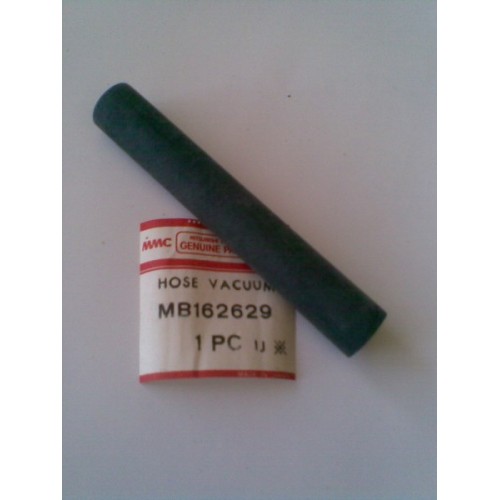 MMC
GENUINE
HOSE VACUUM
MB162629
1 PC U ※